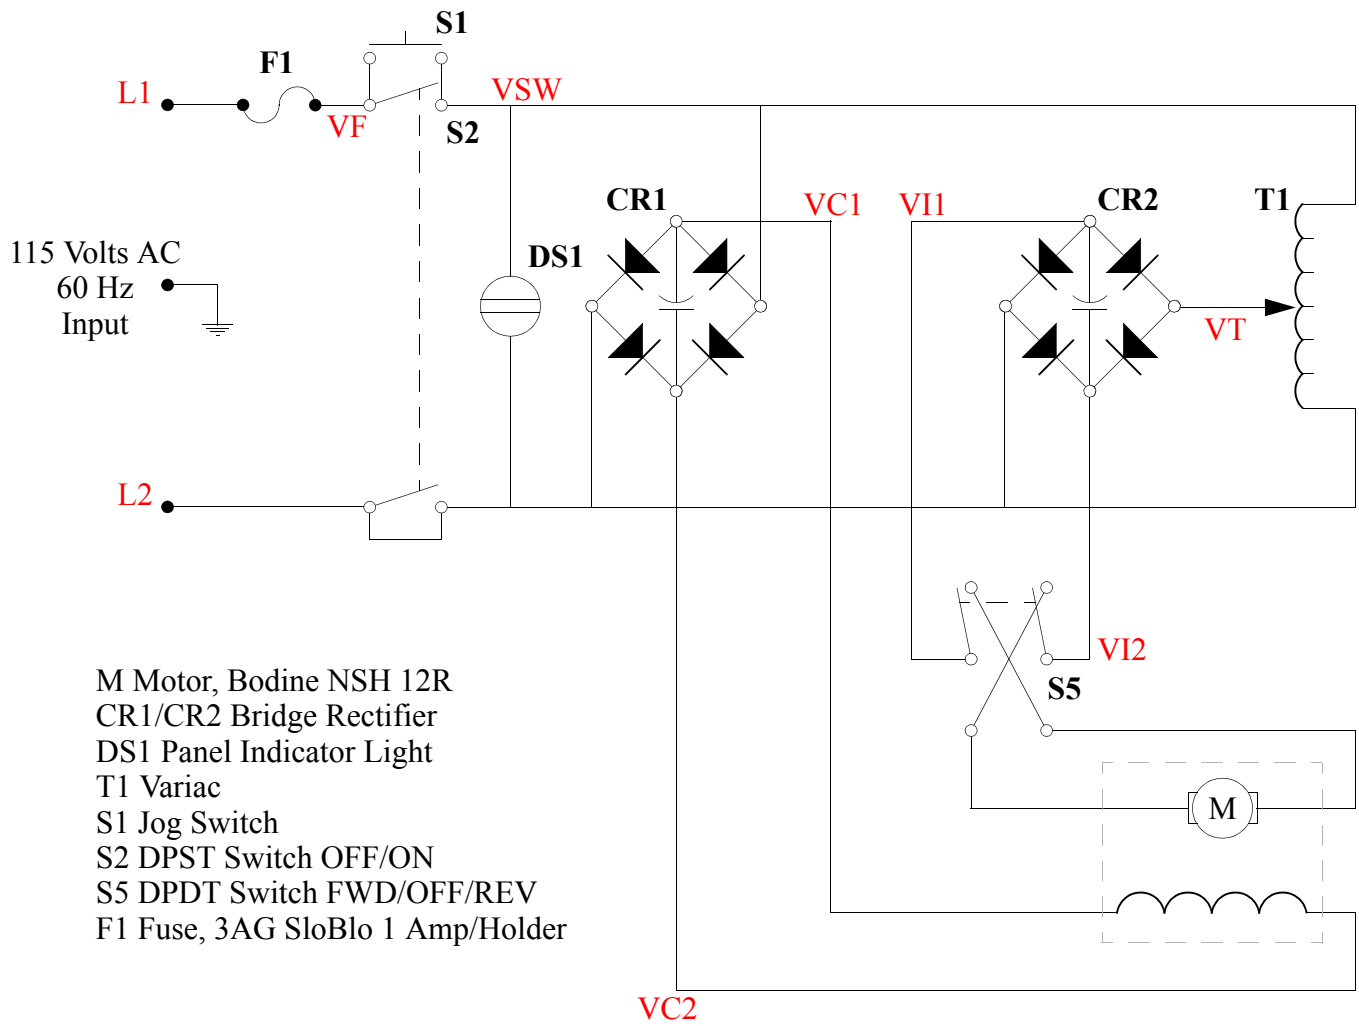 S1
F1
L1
VF
VSW
S2
CR1
VC1
VI1
CR2
T1
115 Volts AC
60 Hz
Input
DS1
VT
L2
VI2
S5
M Motor, Bodine NSH 12R
CR1/CR2 Bridge Rectifier
DS1 Panel Indicator Light
T1 Variac
S1 Jog Switch
S2 DPST Switch OFF/ON
S5 DPDT Switch FWD/OFF/REV
F1 Fuse, 3AG SloBlo 1 Amp/Holder
M
VC2